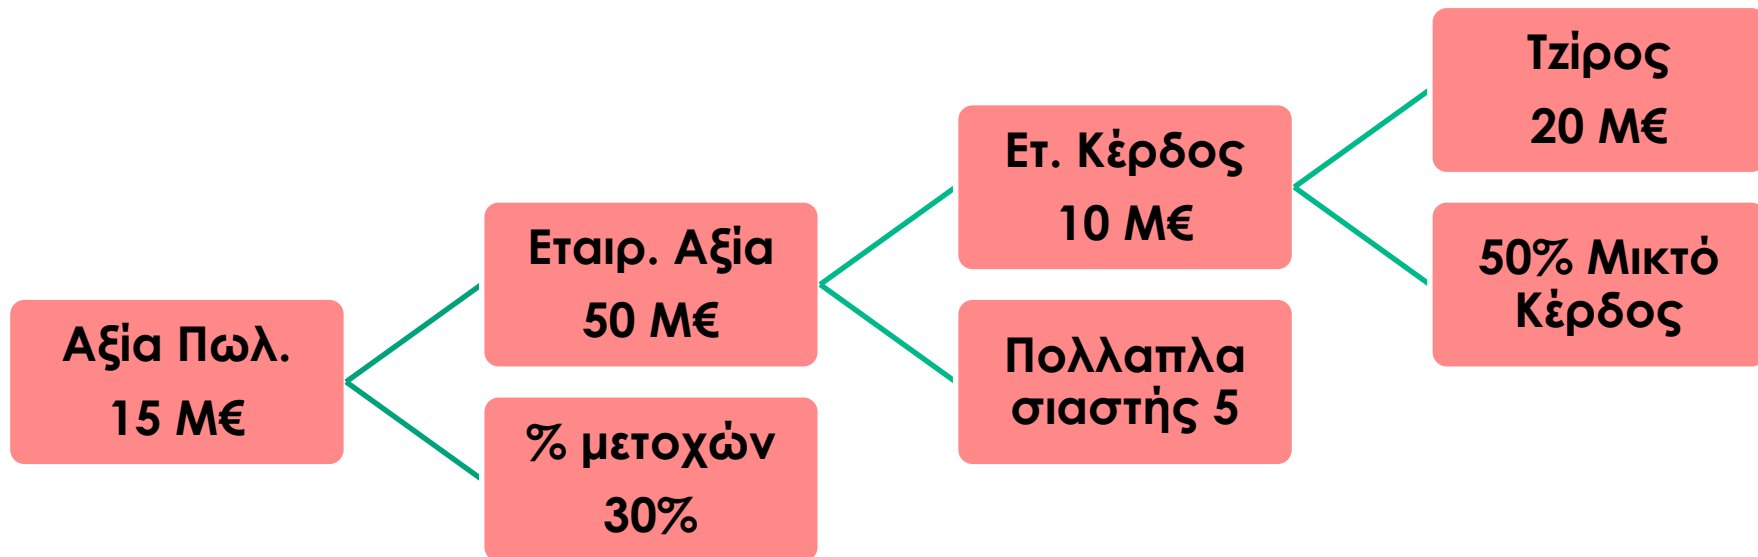 Αξία Πωλ.
15 Μ€
Εταιρ. Αξία
50 Μ€
% μετοχών
30%
Ετ. Κέρδος
10 Μ€
Πολλαπλα
σιαστής 5
Τζίρος
20 Μ€
50% Μικτό
Κέρδος